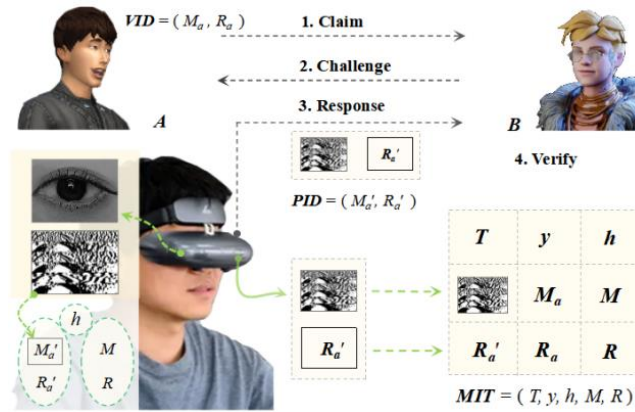 VID = ( Mₐ , Rₐ )
1. Claim
2. Challenge
3. Response
A
B
Rₐ'
4. Verify
PID = ( Mₐ', Rₐ' )
T y h
Mₐ M
h
Mₐ' M
Rₐ' R
Rₐ'
Rₐ' Rₐ R
MIT = ( T, y, h, M, R )